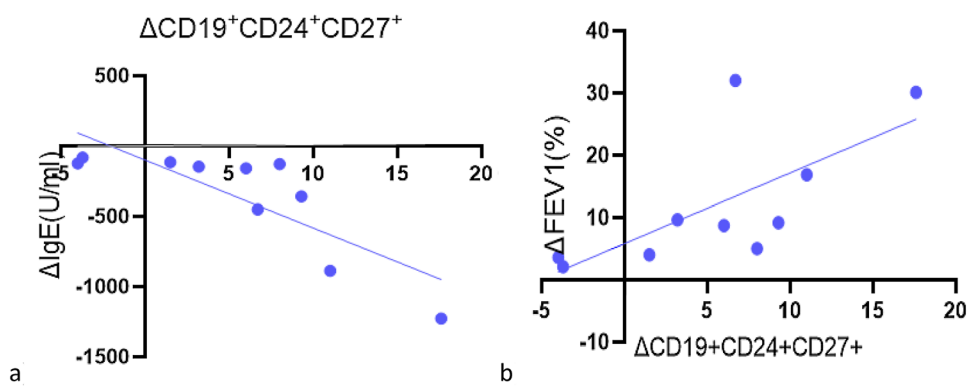 ΔCD19⁺CD24⁺CD27⁺
500
5 5 10 15 20
-500
-1000
-1500
ΔIgE(U/ml)
a
40
30
20
10
-5 5 10 15 20
-10
ΔFEV1(%)
ΔCD19+CD24+CD27+
b